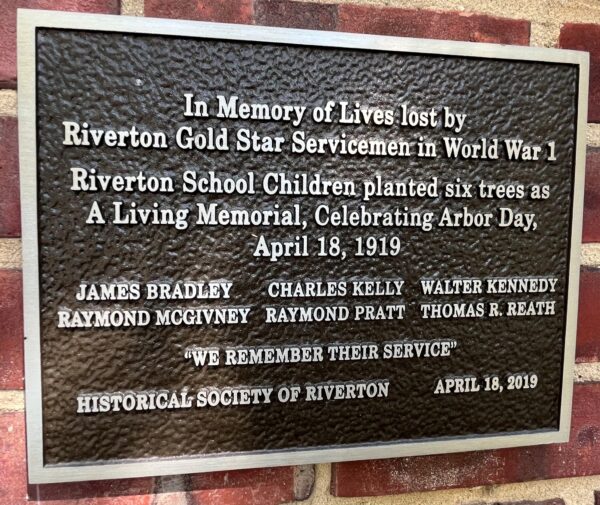 In Memory of Lives lost by
Riverton Gold Star Servicemen in World War 1
Riverton School Children planted six trees as
A Living Memorial, Celebrating Arbor Day,
April 18, 1919
JAMES BRADLEY CHARLES KELLY WALTER KENNEDY
RAYMOND MCGIVNEY RAYMOND PRATT THOMAS R. REATH
“WE REMEMBER THEIR SERVICE”
HISTORICAL SOCIETY OF RIVERTON APRIL 18, 2019